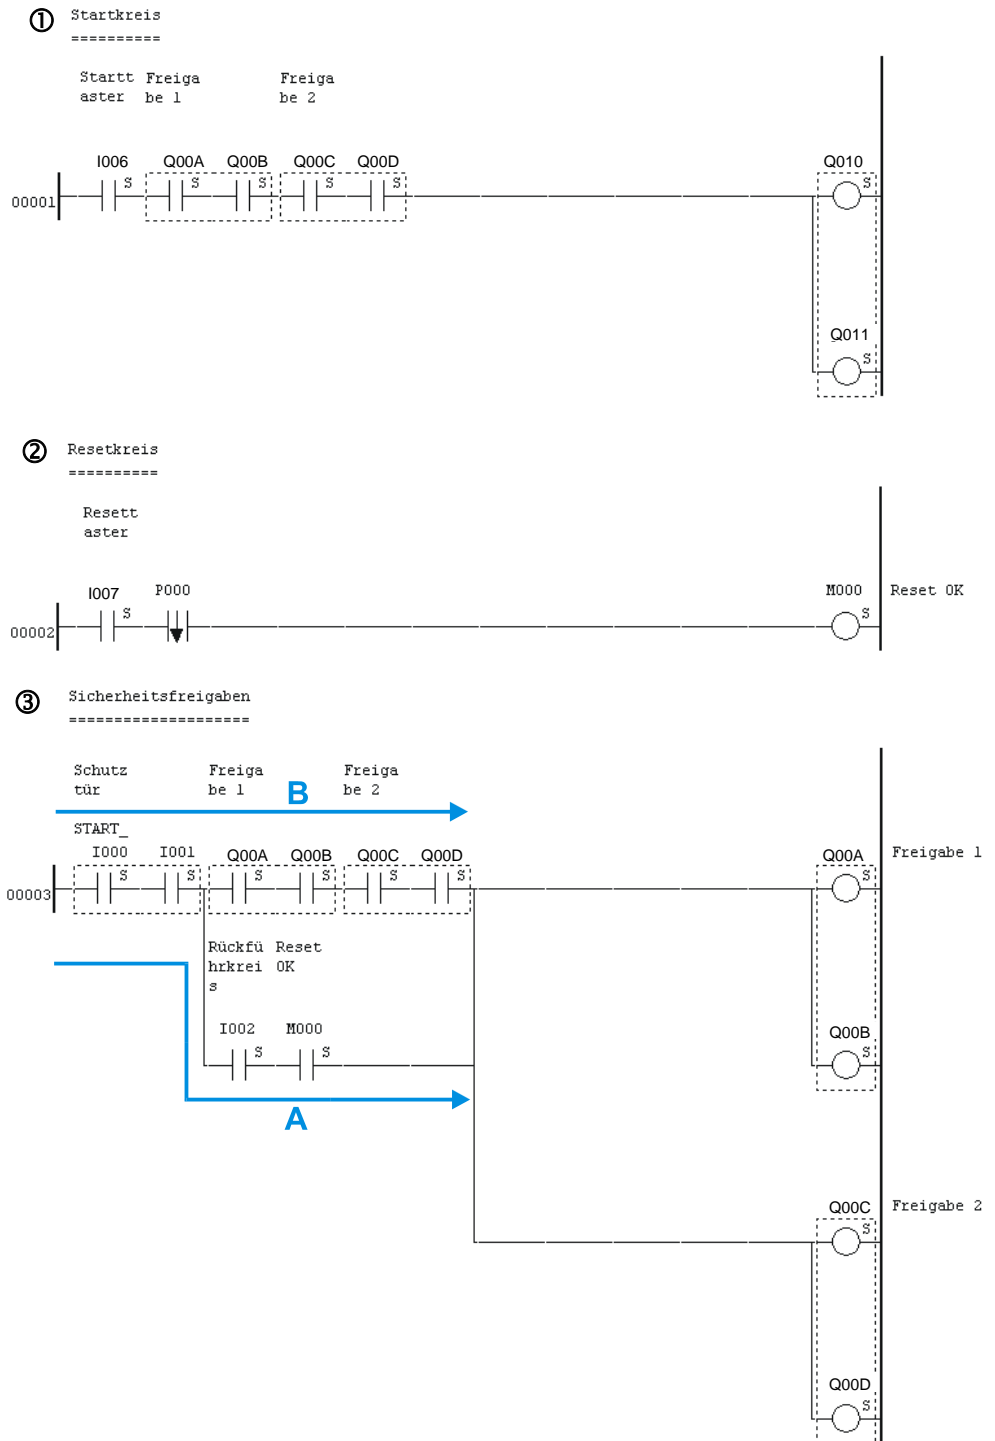 ① Startkreis
==========
Startt Freiga Freiga
aster be 1 be 2
I006 Q00A Q00B Q00C Q00D Q010
S S S S S S
00001
Q011
S
② Resetkreis
==========
Resett
aster
I007 P000 M000 Reset OK
S S
00002
③ Sicherheitsfreigaben
====================
Schutz Freiga Freiga
tür be 1 B be 2
START_
I000 I001 Q00A Q00B Q00C Q00D Q00A Freigabe 1
S S S S S S S
00003
Rückfü Reset
hrkrei OK
s
I002 M000 Q00B
S S S
A
Q00C Freigabe 2
S
Q00D
S